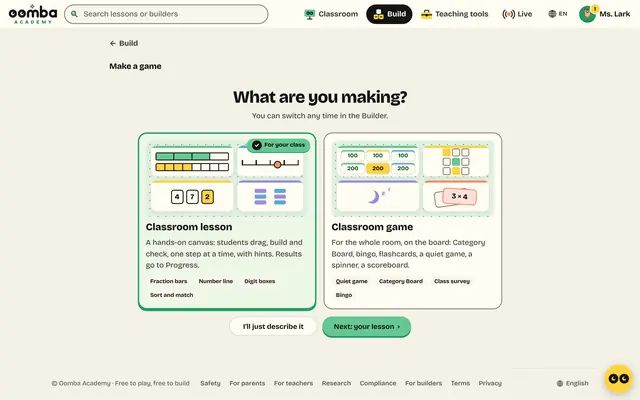 oomba
ACADEMY
Search lessons or builders
Classroom
Build
Teaching tools
Live
EN
1
Ms. Lark
← Build
Make a game
What are you making?
You can switch any time in the Builder.
For your class
4 7 2
Classroom lesson
A hands-on canvas: students drag, build and
check, one step at a time, with hints. Results
go to Progress.
Fraction bars
Number line
Digit boxes
Sort and match
100 100 100
200 200 200
z z
3 × 4
Classroom game
For the whole room, on the board: Category
Board, bingo, flashcards, a quiet game, a
spinner, a scoreboard.
Quiet game
Category Board
Class survey
Bingo
I'll just describe it
Next: your lesson ›
© Oomba Academy · Free to play, free to build
Safety
For parents
For teachers
Research
Compliance
For builders
Terms
Privacy
English